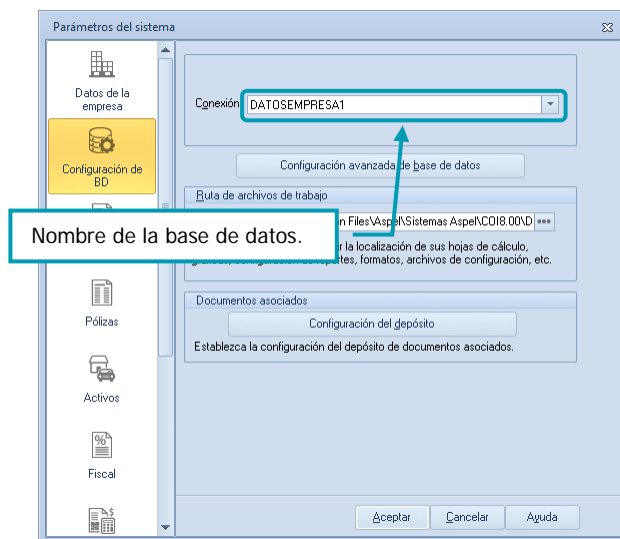 Parámetros del sistema
Datos de la
empresa
Configuración de
BD
Pólizas
Activos
Fiscal
Conexión DATOSEMPRESA1
Configuración avanzada de base de datos
Ruta de archivos de trabajo
n Files\Aspel\Sistemas Aspel\COI8.00\D
Nombre de la base de datos.
r la localización de sus hojas de cálculo,
formatos, archivos de configuración, etc.
Documentos asociados
Configuración del depósito
Establezca la configuración del depósito de documentos asociados.
Aceptar Cancelar Ayuda